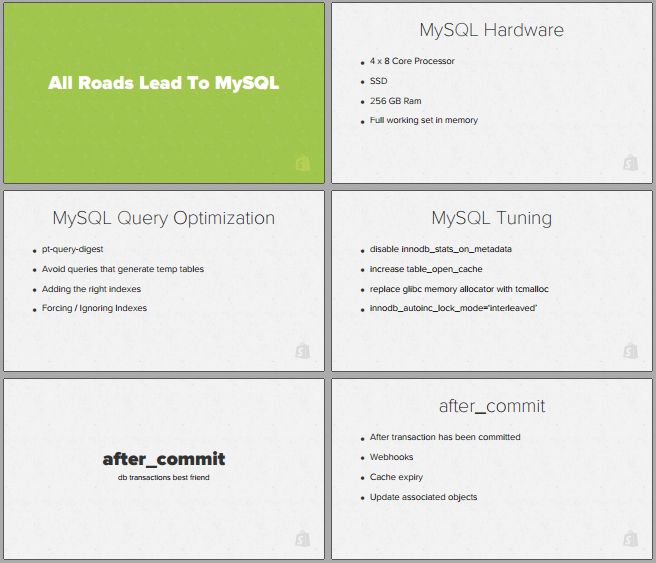 All Roads Lead To MySQL
MySQL Hardware
• 4 x 8 Core Processor
• SSD
• 256 GB Ram
• Full working set in memory
MySQL Query Optimization
• pt-query-digest
• Avoid queries that generate temp tables
• Adding the right indexes
• Forcing / Ignoring Indexes
MySQL Tuning
• disable innodb_stats_on_metadata
• increase table_open_cache
• replace glibc memory allocator with tcmalloc
• innodb_autoinc_lock_mode='interleaved'
after_commit
db transactions best friend
after_commit
• After transaction has been committed
• Webhooks
• Cache expiry
• Update associated objects